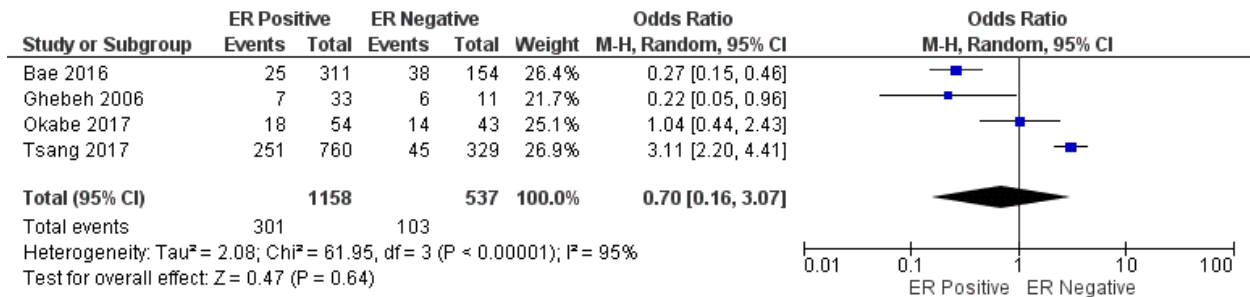 ER Positive ER Negative Odds Ratio Odds Ratio
Study or Subgroup Events Total Events Total Weight M-H, Random, 95% CI M-H, Random, 95% CI
Bae 2016 25 311 38 154 26.4% 0.27 [0.15, 0.46]
Ghebeh 2006 7 33 6 11 21.7% 0.22 [0.05, 0.96]
Okabe 2017 18 54 14 43 25.1% 1.04 [0.44, 2.43]
Tsang 2017 251 760 45 329 26.9% 3.11 [2.20, 4.41]
Total (95% CI) 1158 537 100.0% 0.70 [0.16, 3.07]
Total events 301 103
Heterogeneity: Tau² = 2.08; Chi² = 61.95, df = 3 (P < 0.00001); I² = 95%
Test for overall effect: Z = 0.47 (P = 0.64)
0.01 0.1 1 10 100
ER Positive ER Negative